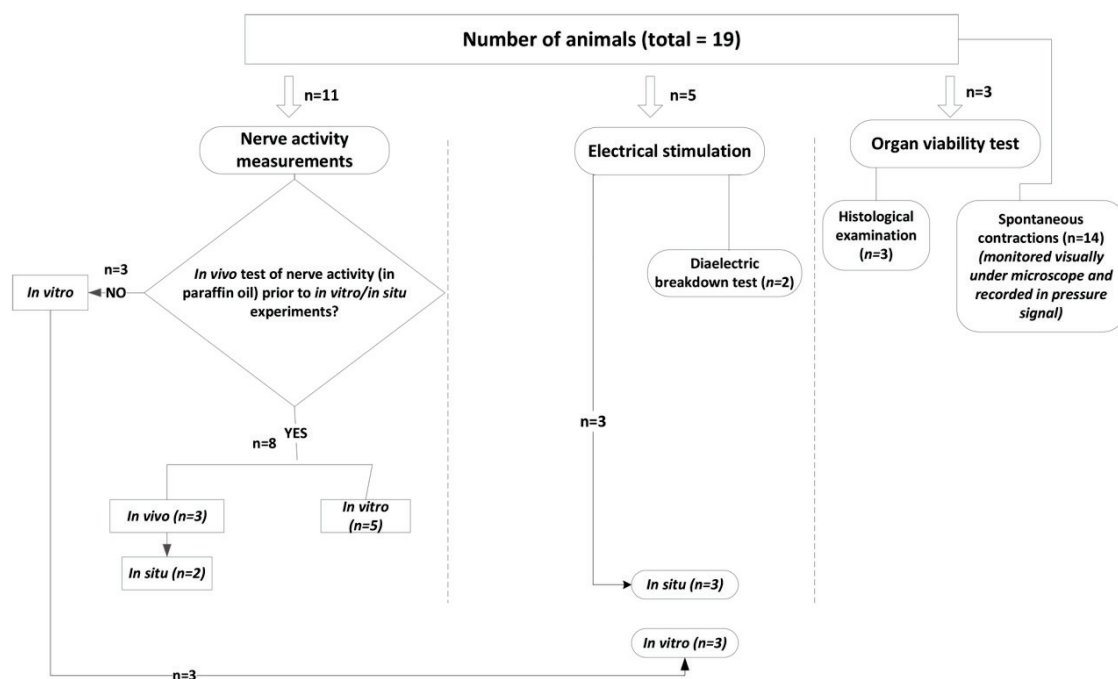 Number of animals (total = 19)
n=11
n=5
n=3
Nerve activity
measurements
Electrical stimulation
Organ viability test
Histological
examination
(n=3)
Spontaneous
contractions (n=14)
(monitored visually
under microscope and
recorded in pressure
signal)
Diaelectric
breakdown test (n=2)
In vivo test of nerve activity (in
paraffin oil) prior to in vitro/in situ
experiments?
n=3
NO
In vitro
YES
n=8
n=3
In vivo (n=3)
In vitro
(n=5)
In situ (n=2)
In situ (n=3)
In vitro (n=3)
n=3